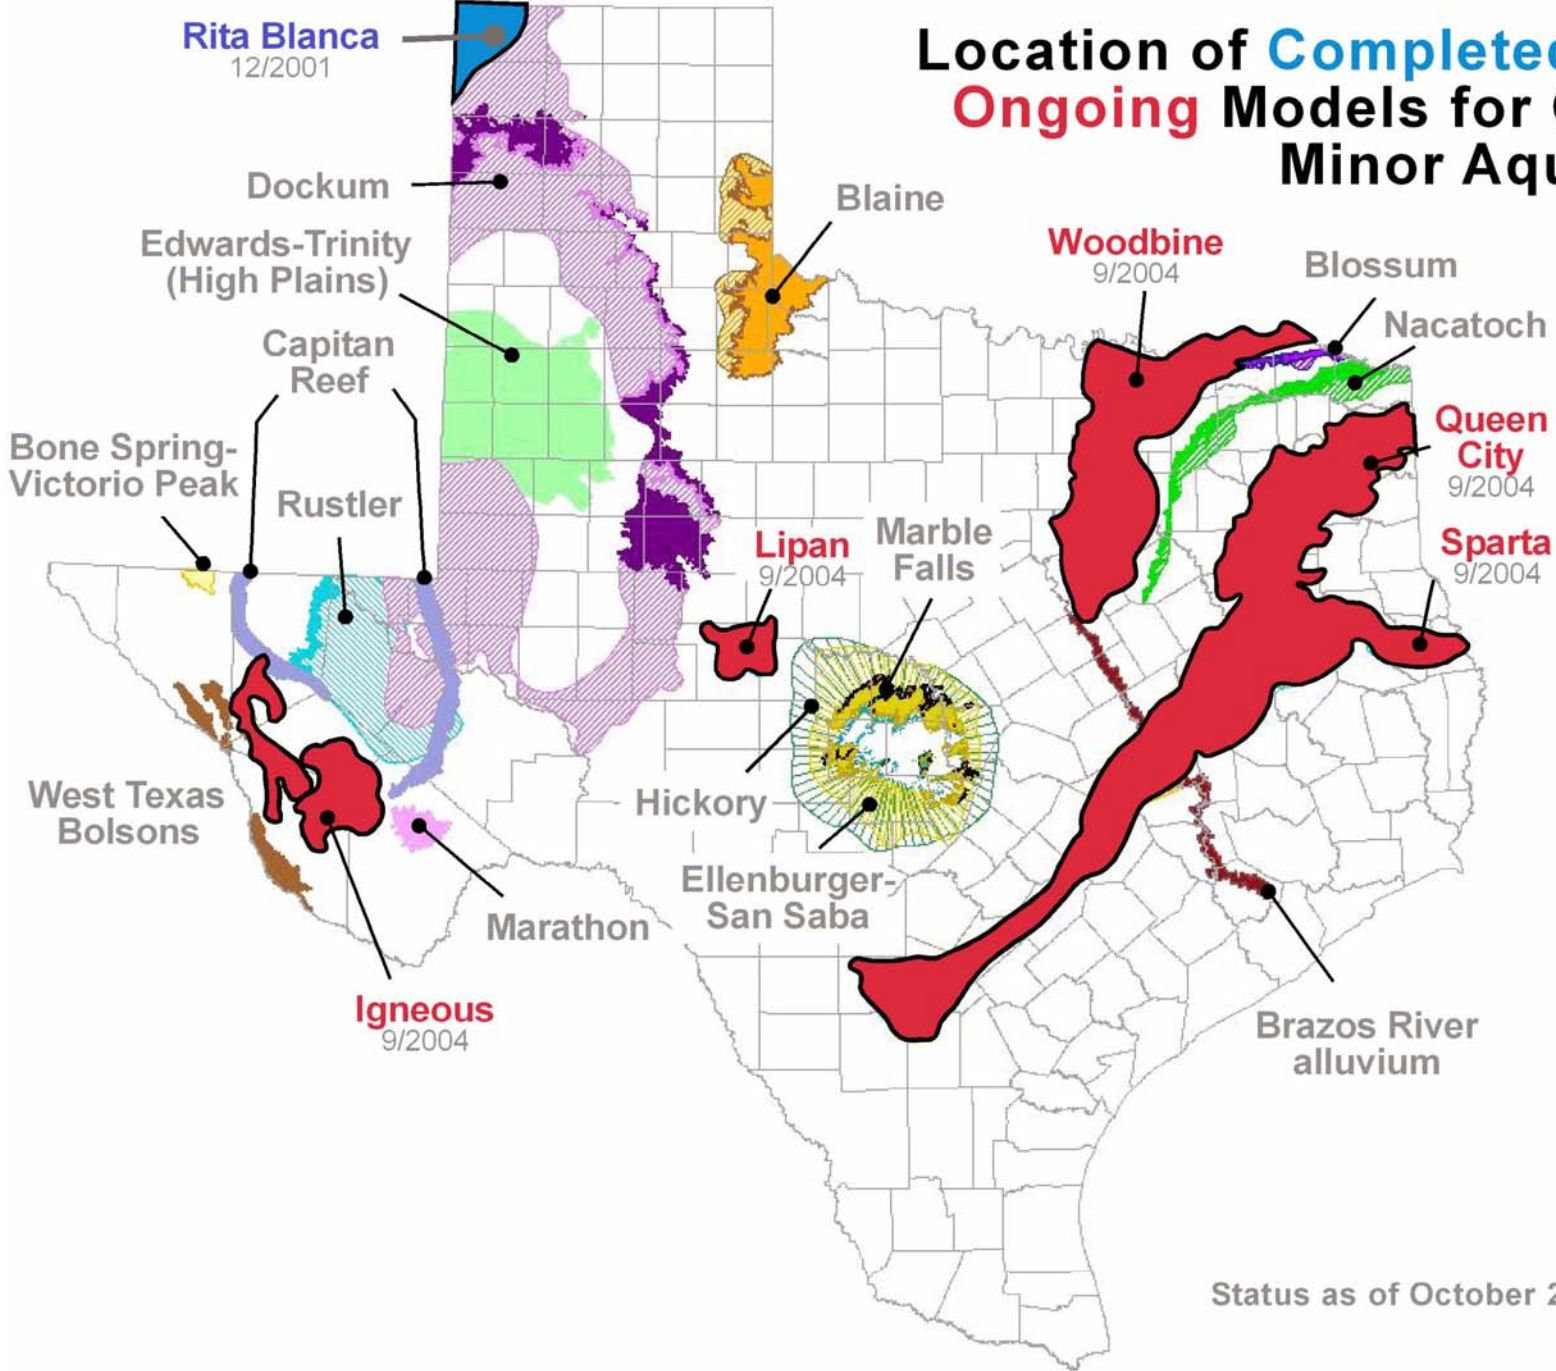 Location of Completed
Ongoing Models for
Minor
Rita Blanca
12/2001
Dockum
Edwards-Trinity
(High Plains)
Capitan
Reef
Bone Spring-
Victorio Peak
Rustler
Blaine
Woodbine
9/2004
Blossum
Nacatoch
Queen
City
9/2004
Sparta
9/2004
Lipan
9/2004
Marble
Falls
West Texas
Bolsons
Hickory
Ellenburger-
San Saba
Marathon
Igneous
9/2004
Brazos River
alluvium
Status as of October